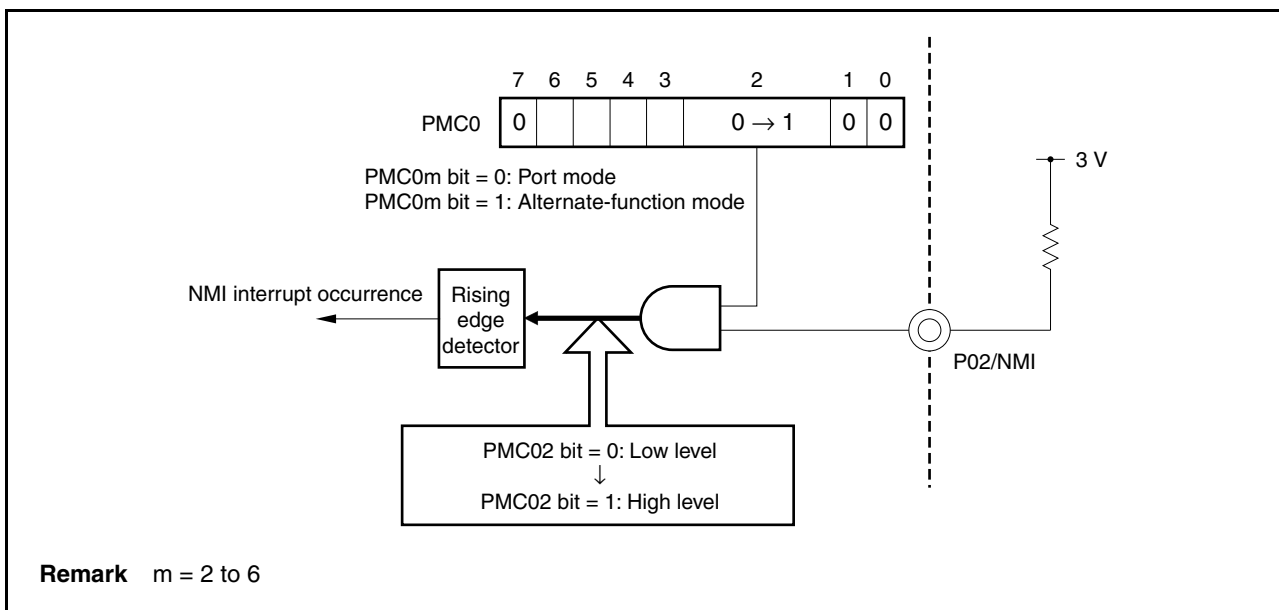 7 6 5 4 3 2 1 0
PMC0 0 0 → 1 0 0
3 V
PMC0m bit = 0: Port mode
PMC0m bit = 1: Alternate-function mode
NMI interrupt occurrence
Rising
edge
detector
P02/NMI
PMC02 bit = 0: Low level
↓
PMC02 bit = 1: High level
Remark m = 2 to 6